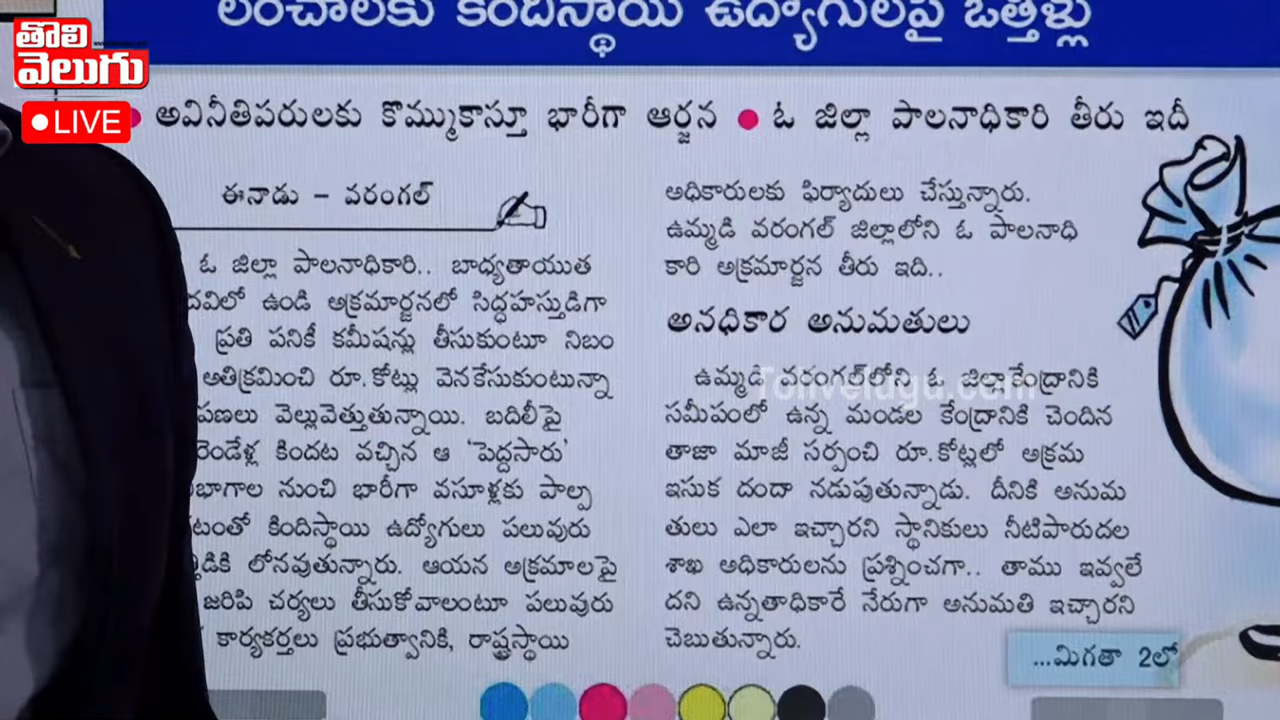 లంచాలకు కిందిస్థాయి ఉద్యోగులపై ఒత్తిళ్లు
తొలి
వెలుగు
LIVE
అవినీతిపరులకు కొమ్ముకాస్తూ భారీగా ఆర్జన ● ఓ జిల్లా పాలనాధికారి తీరు ఇదీ
ఈనాడు – వరంగల్
ఓ జిల్లా పాలనాధికారి.. బాధ్యతాయుత
దవిలో ఉండి అక్రమార్జనలో సిద్ధహస్తుడిగా
ప్రతి పనికీ కమీషన్లు తీసుకుంటూ నిబం
అతిక్రమించి రూ.కోట్లు వెనకేసుకుంటున్నా
పణలు వెల్లువెత్తుతున్నాయి. బదిలీపై
రెండేళ్ల కిందట వచ్చిన ఆ 'పెద్దసారు'
భాగాల నుంచి భారీగా వసూళ్లకు పాల్ప
టంతో కిందిస్థాయి ఉద్యోగులు పలువురు
డికి లోనవుతున్నారు. ఆయన అక్రమాలపై
జరిపి చర్యలు తీసుకోవాలంటూ పలువురు
కార్యకర్తలు ప్రభుత్వానికి, రాష్ట్రస్థాయి
అధికారులకు ఫిర్యాదులు చేస్తున్నారు.
ఉమ్మడి వరంగల్ జిల్లాలోని ఓ పాలనాధి
కారి అక్రమార్జన తీరు ఇది..
అనధికార అనుమతులు
ఉమ్మడి వరంగల్‌లోని ఓ జిల్లాకేంద్రానికి
సమీపంలో ఉన్న మండల కేంద్రానికి చెందిన
తాజా మాజీ సర్పంచి రూ.కోట్లలో అక్రమ
ఇసుక దందా నడుపుతున్నాడు. దీనికి అనుమ
తులు ఎలా ఇచ్చారని స్థానికులు నీటిపారుదల
శాఖ అధికారులను ప్రశ్నించగా.. తాము ఇవ్వలే
దని ఉన్నతాధికారే నేరుగా అనుమతి ఇచ్చారని
చెబుతున్నారు.
...మిగతా 2లో
Tolivelugu.com